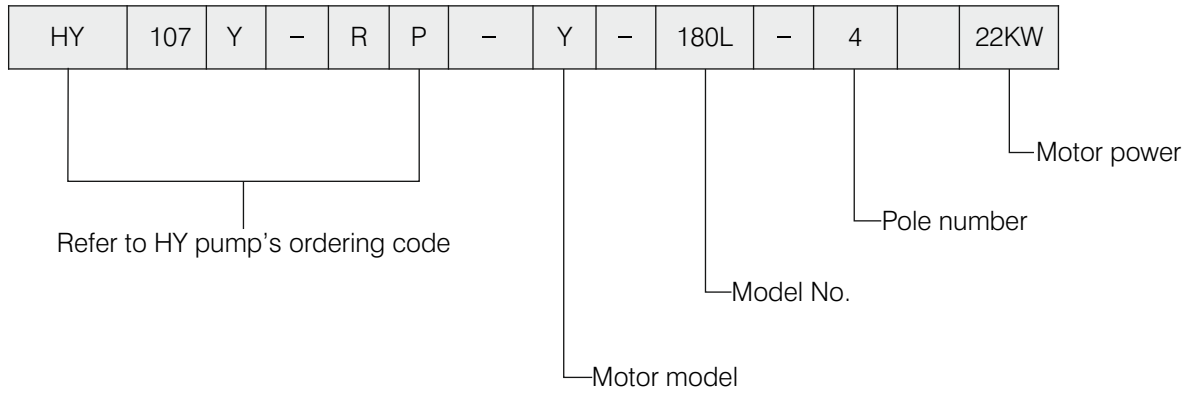 HY 107 Y – R P – Y – 180L – 4 22KW
Motor power
Pole number
Refer to HY pump's ordering code
Model No.
Motor model